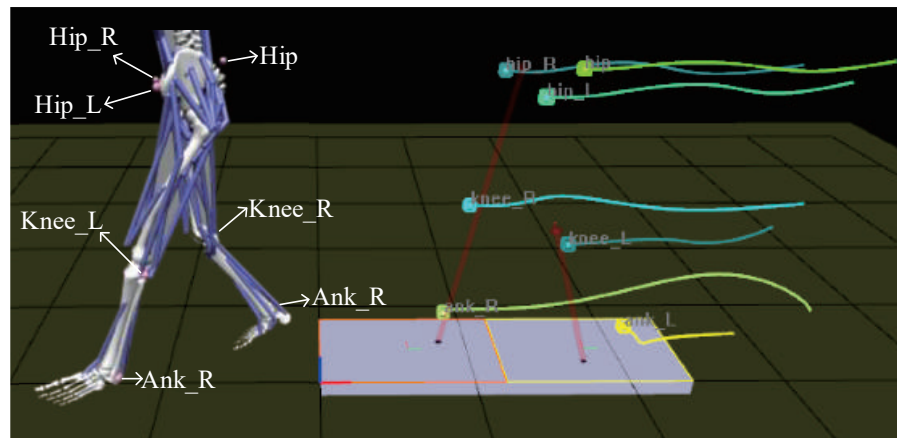 Hip_R
Hip
Hip_L
Knee_L
Knee_R
Ank_R
Ank_R
hip_R
hip
hip_L
knee_R
knee_L
ank_R
ank_L